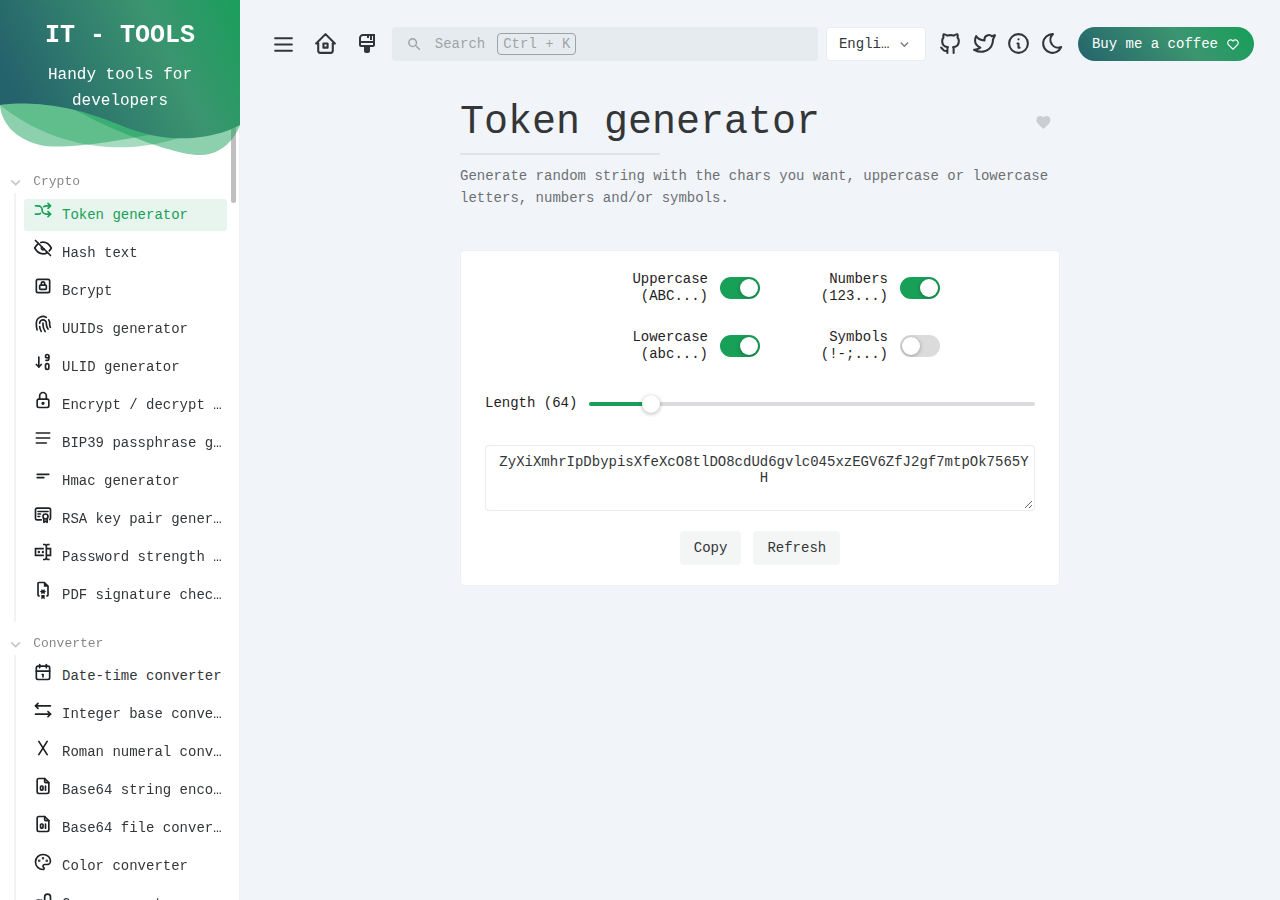 IT - TOOLS
Handy tools for
developers
Crypto
Token generator
Hash text
Bcrypt
UUIDs generator
ULID generator
Encrypt / decrypt …
BIP39 passphrase g…
Hmac generator
RSA key pair gener…
Password strength …
PDF signature chec…
Converter
Date-time converter
Integer base conve…
Roman numeral conv…
Base64 string enco…
Base64 file conver…
Color converter
Search Ctrl + K
Engli…
Buy me a coffee
Token generator
Generate random string with the chars you want, uppercase or lowercase
letters, numbers and/or symbols.
Uppercase
(ABC...)
Numbers
(123...)
Lowercase
(abc...)
Symbols
(!-;...)
Length (64)
ZyXiXmhrIpDbypisXfeXcO8tlDO8cdUd6gvlc045xzEGV6ZfJ2gf7mtpOk7565Y
H
Copy
Refresh